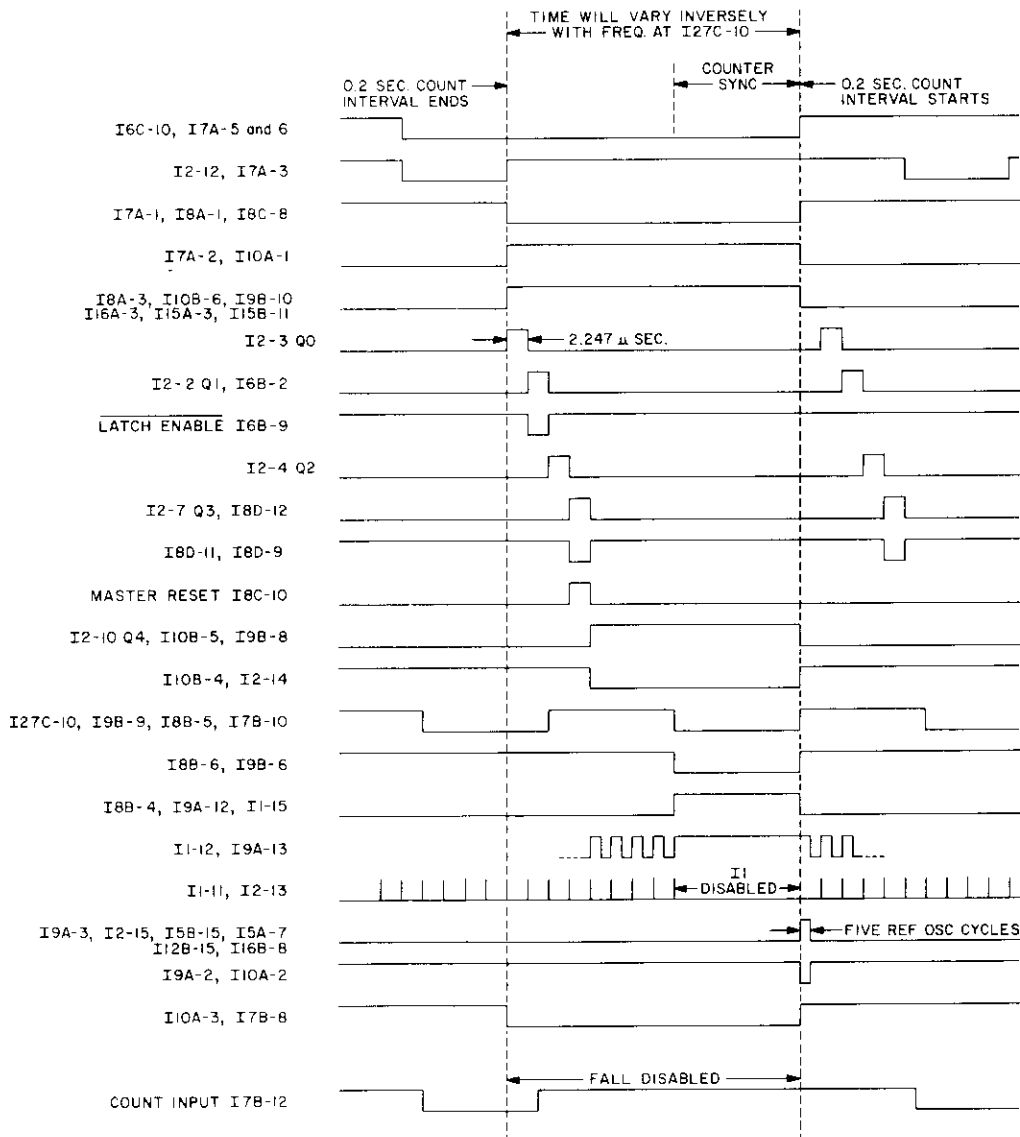 TIME WILL VARY INVERSELY
WITH FREQ. AT I27C-10
COUNTER
SYNC
0.2 SEC. COUNT
INTERVAL ENDS
0.2 SEC. COUNT
INTERVAL STARTS
I6C-10, I7A-5 and 6
I2-12, I7A-3
I7A-1, I8A-1, I8C-8
I7A-2, I10A-1
I8A-3, I10B-6, I9B-10
I16A-3, I15A-3, I15B-11
I2-3 Q0
2.247 µ SEC.
I2-2 Q1, I6B-2
LATCH ENABLE I6B-9
I2-4 Q2
I2-7 Q3, I8D-12
I8D-11, I8D-9
MASTER RESET I8C-10
I2-10 Q4, I10B-5, I9B-8
I10B-4, I2-14
I27C-10, I9B-9, I8B-5, I7B-10
I8B-6, I9B-6
I8B-4, I9A-12, I1-15
I1-12, I9A-13
I1-11, I2-13
I1
DISABLED
I9A-3, I2-15, I5B-15, I5A-7
I12B-15, I16B-8
FIVE REF OSC CYCLES
I9A-2, I10A-2
I10A-3, I7B-8
FALL DISABLED
COUNT INPUT I7B-12